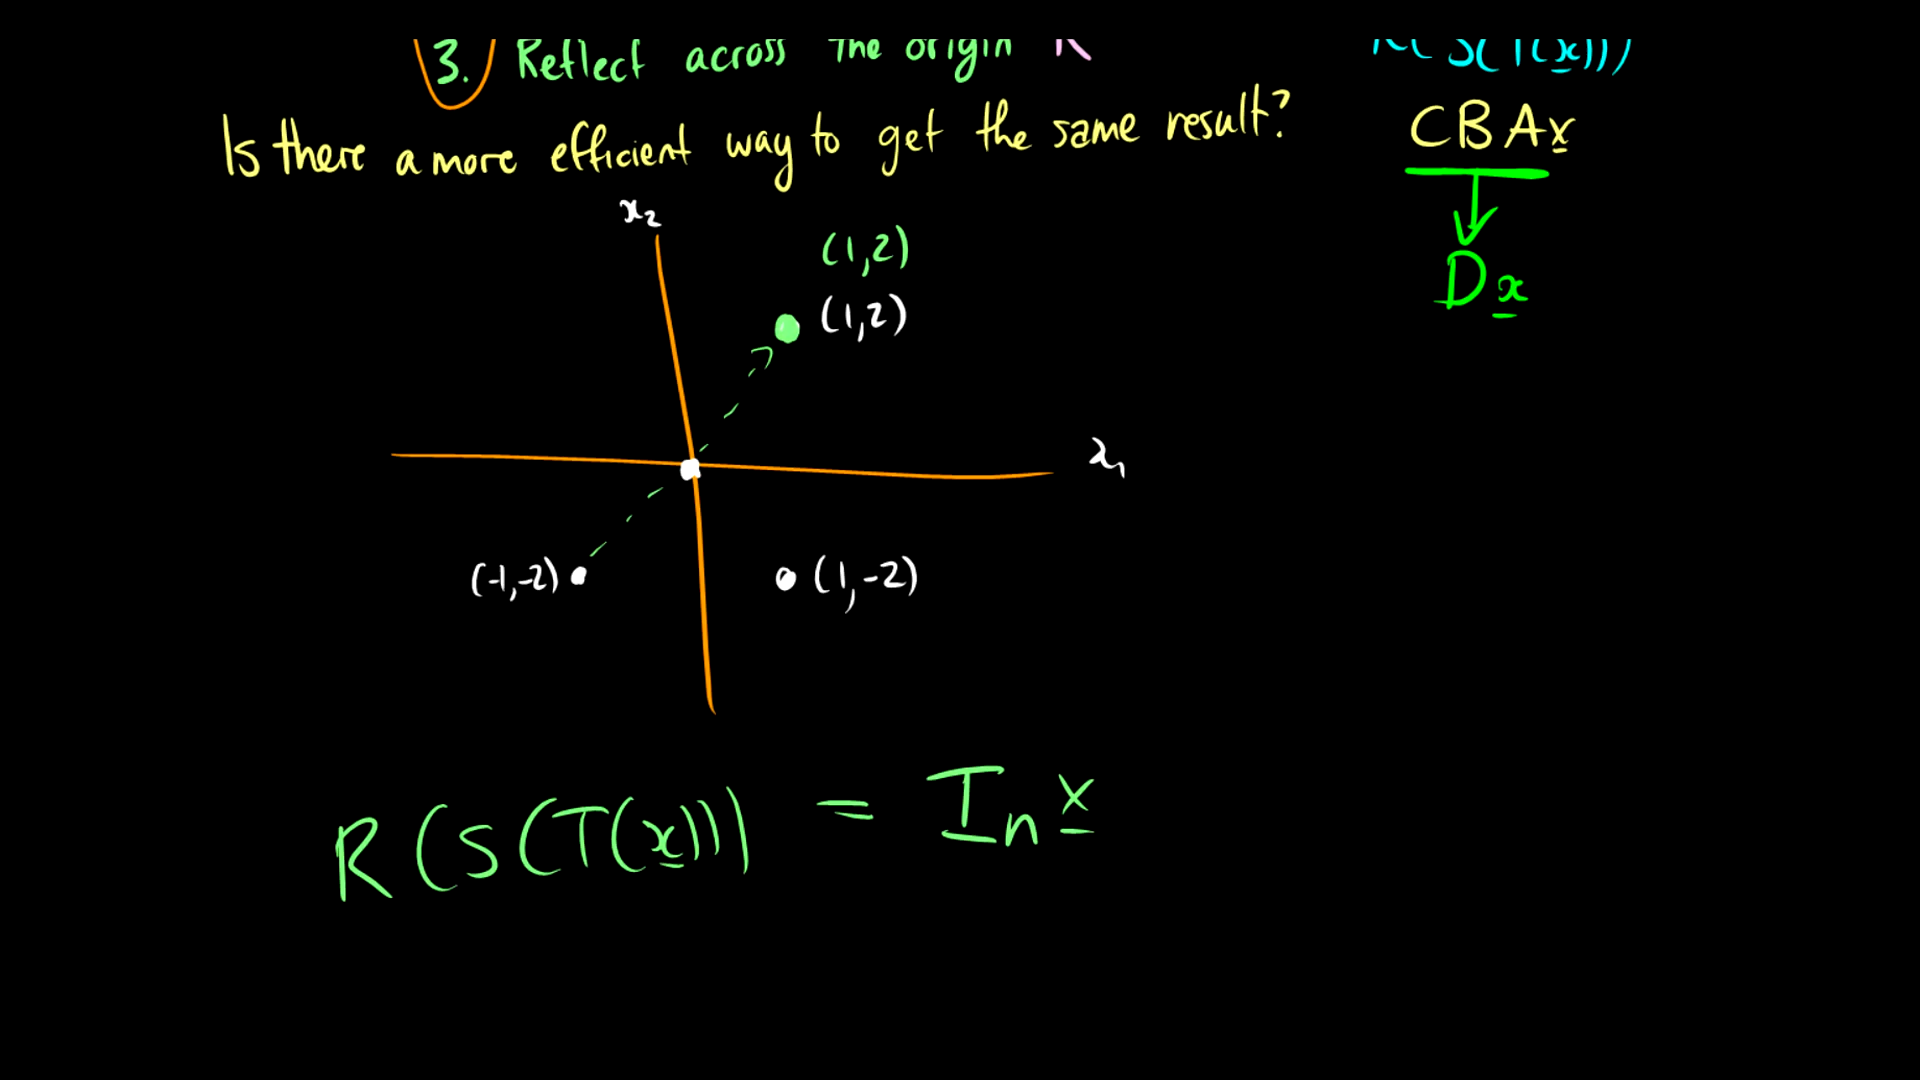 3. Reflect across the origin R
R(S(T(x)))
Is there a more efficient way to get the same result?
CBAx
Dx
x₂
(1,2)
(1,2)
x₁
(-1,-2)
(1,-2)
R(S(T(x))) = Iₙx